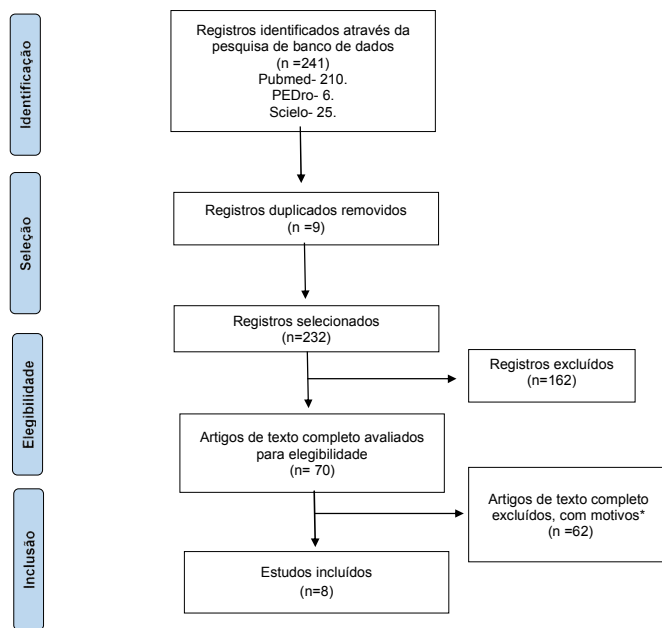 Identificação
Registros identificados através da
pesquisa de banco de dados
(n =241)
Pubmed- 210.
PEDro- 6.
Scielo- 25.
Seleção
Registros duplicados removidos
(n =9)
Registros selecionados
(n=232)
Elegibilidade
Registros excluídos
(n=162)
Artigos de texto completo avaliados
para elegibilidade
(n= 70)
Inclusão
Artigos de texto completo
excluídos, com motivos*
(n =62)
Estudos incluídos
(n=8)